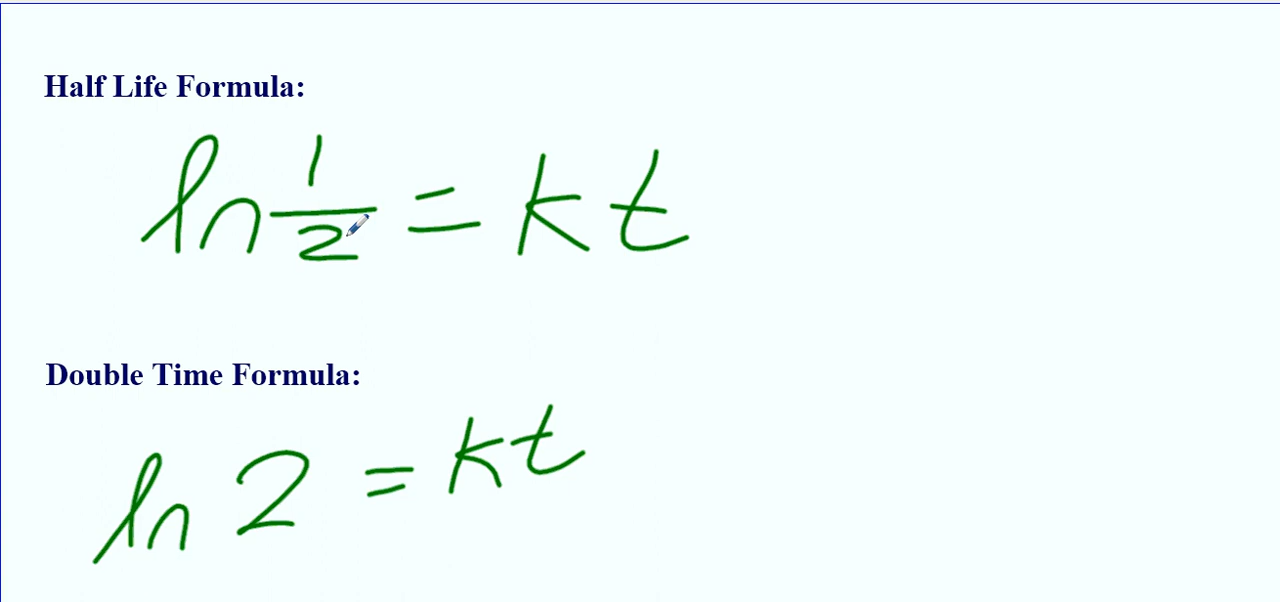 Half Life Formula:
ln 1/2 = kt
Double Time Formula:
ln 2 = kt